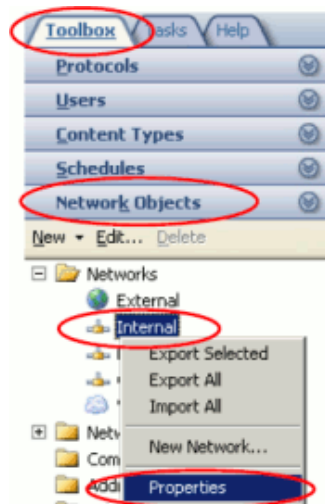 Toolbox Tasks Help
Protocols
Users
Content Types
Schedules
Network Objects
New Edit... Delete
Networks
External
Internal
Export Selected
Export All
Import All
New Network...
Properties